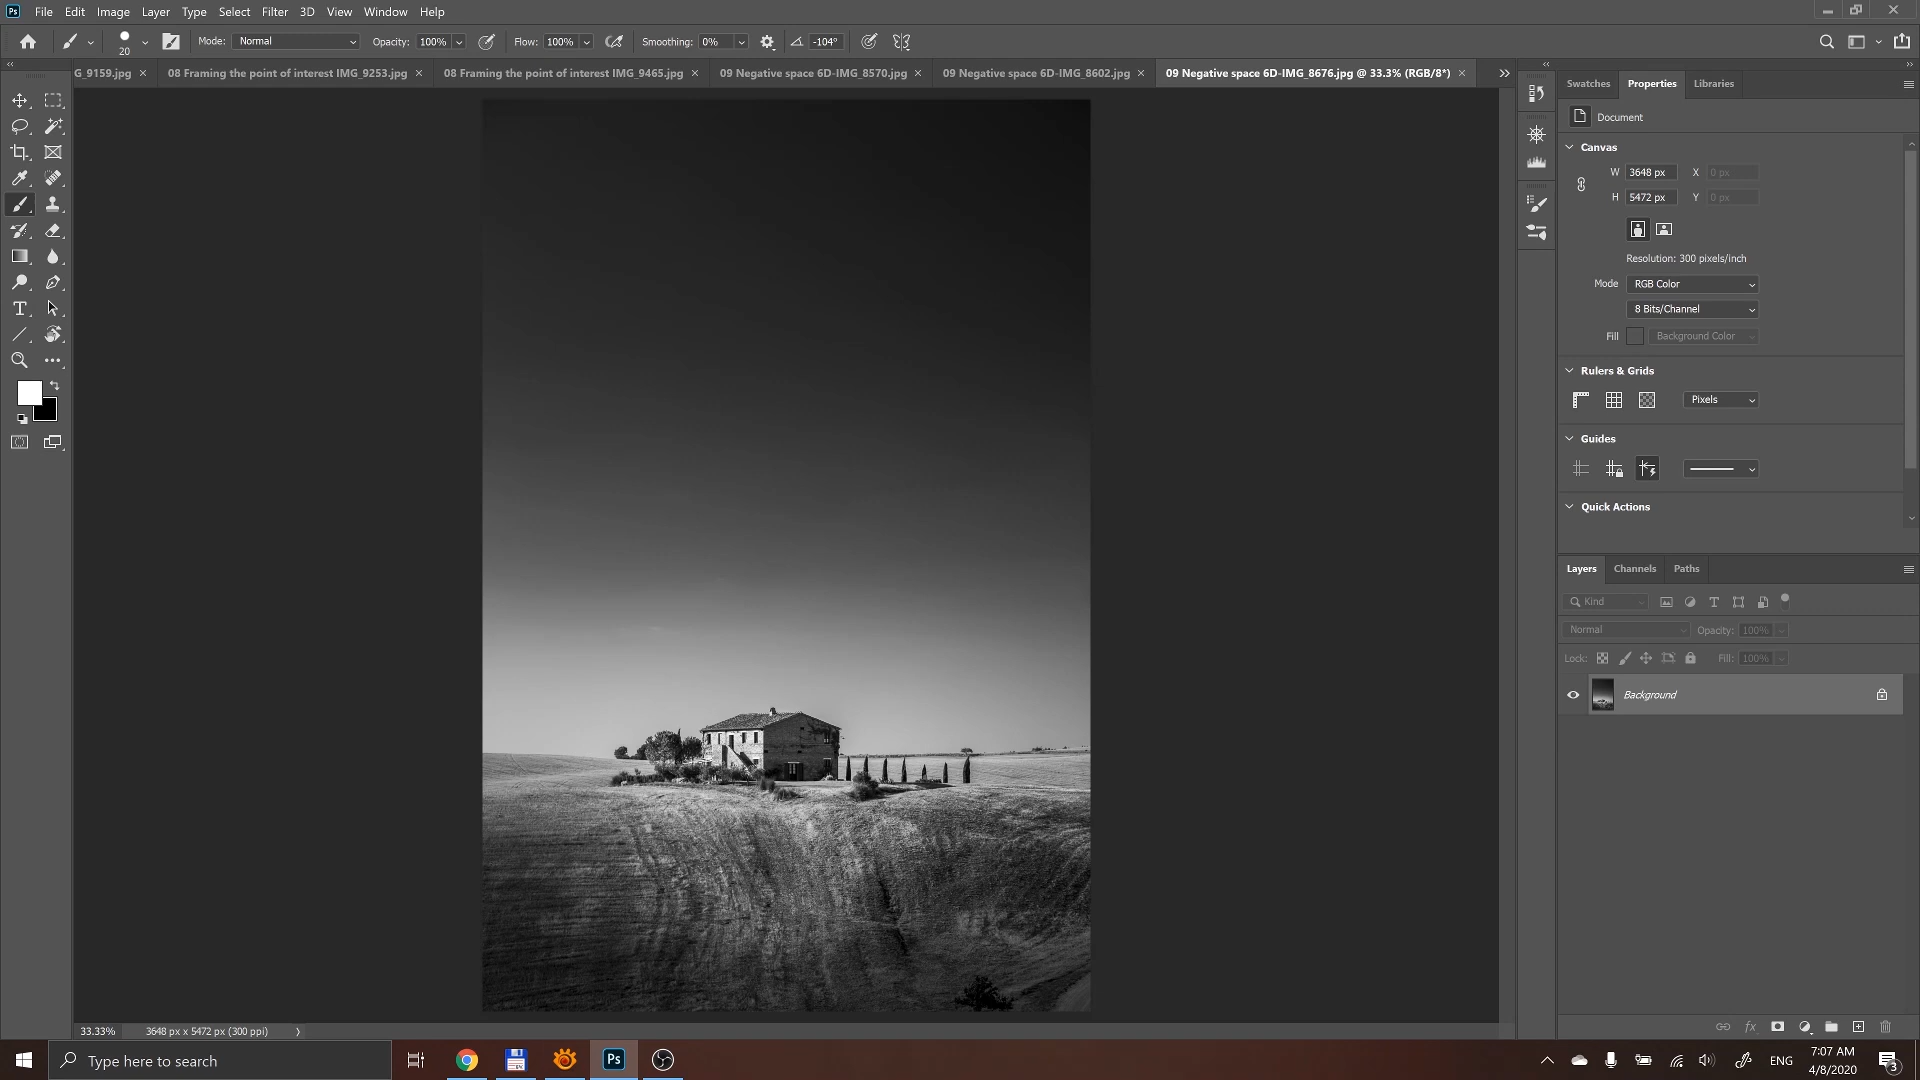 Ps File Edit Image Layer Type Select Filter 3D View Window Help
20 Mode: Normal Opacity: 100% Flow: 100% Smoothing: 0% -104°
G_9159.jpg × 08 Framing the point of interest IMG_9253.jpg × 08 Framing the point of interest IMG_9465.jpg × 09 Negative space 6D-IMG_8570.jpg × 09 Negative space 6D-IMG_8602.jpg × 09 Negative space 6D-IMG_8676.jpg @ 33.3% (RGB/8*) ×
Swatches Properties Libraries
Document
Canvas
W 3648 px X 0 px
H 5472 px Y 0 px
Resolution: 300 pixels/inch
Mode RGB Color
8 Bits/Channel
Fill Background Color
Rulers & Grids
Pixels
Guides
Quick Actions
Layers Channels Paths
Kind
Normal Opacity: 100%
Lock: Fill: 100%
Background
33.33% 3648 px x 5472 px (300 ppi)
Type here to search
Ps
ENG
7:07 AM
4/8/2020
3